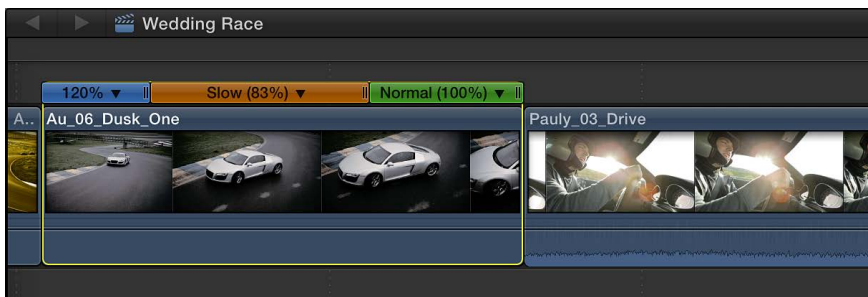 Wedding Race
120% Slow (83%) Normal (100%)
A.. Au_06_Dusk_One Pauly_03_Drive